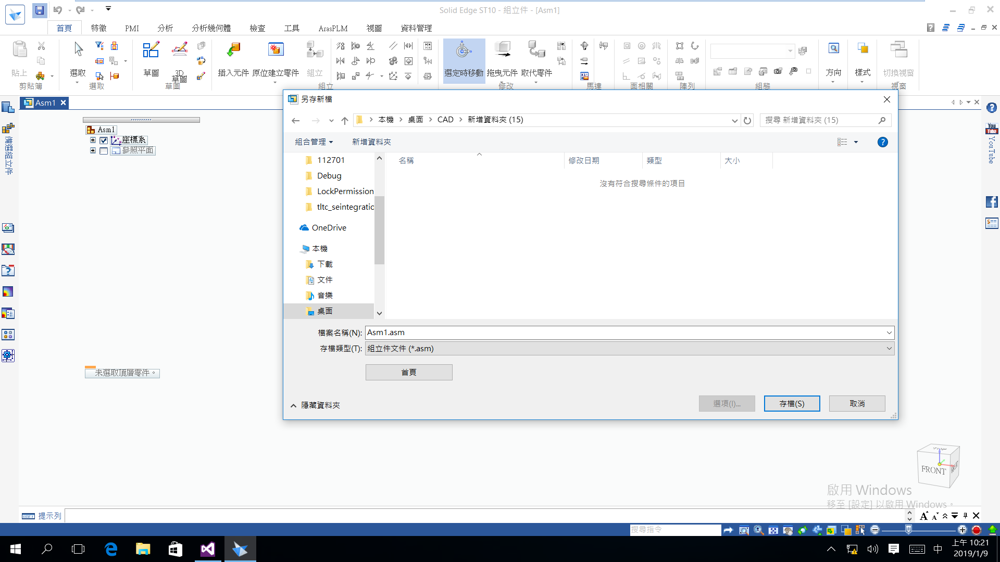 Solid Edge ST10 - 組立件 - [Asm1]
首頁 特徵 PMI 分析 分析幾何體 檢查 工具 ArasPLM 視圖 資料管理
貼上 選取 草圖 3D 草圖 插入元件 原位建立零件 組立 選定時移動 拖曳元件 取代零件 方向 樣式 切換視窗
剪貼簿 選取 草圖 組立 修改 馬達 面相關 陣列 組態 視窗
Asm1
備選組立件
YouTube
You
Tube
Asm1
座標系
參照平面
未選取頂層零件。
另存新檔
本機 桌面 CAD 新增資料夾 (15)
搜尋 新增資料夾 (15)
組合管理 新增資料夾
名稱 修改日期 類型 大小
沒有符合搜尋條件的項目
112701
Debug
LockPermission
tltc_seintegratio
OneDrive
本機
下載
文件
音樂
桌面
檔案名稱(N): Asm1.asm
存檔類型(T): 組立件文件 (*.asm)
首頁
隱藏資料夾
選項(I)... 存檔(S) 取消
TOP
FRONT
啟用 Windows
移至 [設定] 以啟用 Windows。
提示列
搜尋指令
中
上午 10:21
2019/1/9